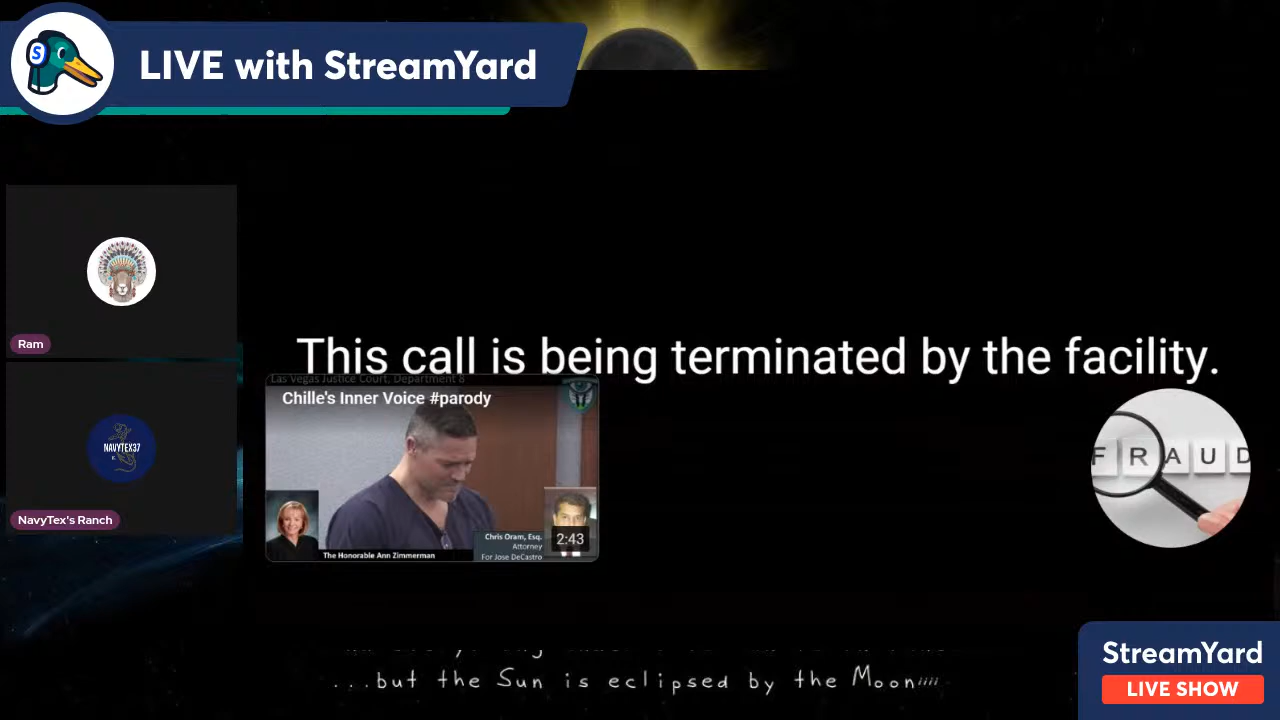 LIVE with StreamYard
S
Ram
NAVYTEX37
NavyTex's Ranch
This call is being terminated by the facility.
Las Vegas Justice Court, Department 8
Chille's Inner Voice #parody
Chris Oram, Esq.
Attorney
For Jose DeCastro
2:43
The Honorable Ann Zimmerman
FRAUD
...but the Sun is eclipsed by the Moon
StreamYard
LIVE SHOW